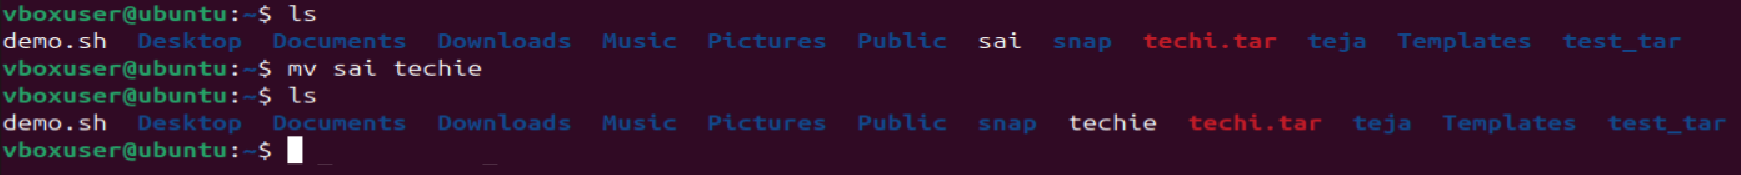 vboxuser@ubuntu:~$ ls
demo.sh Desktop Documents Downloads Music Pictures Public sai snap techi.tar teja Templates test_tar
vboxuser@ubuntu:~$ mv sai techie
vboxuser@ubuntu:~$ ls
demo.sh Desktop Documents Downloads Music Pictures Public snap techie techi.tar teja Templates test_tar
vboxuser@ubuntu:~$